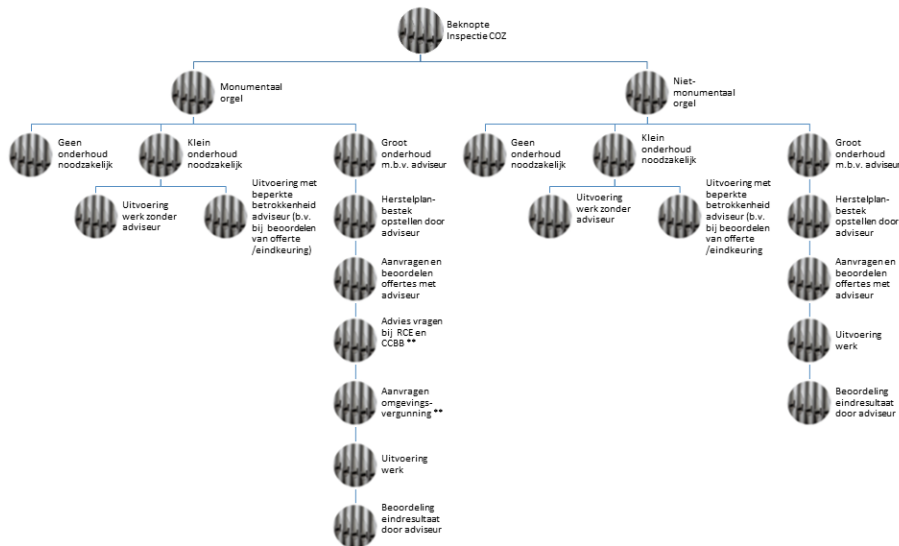 Beknopte
Inspectie COZ
Monumentaal
orgel
Niet-
monumentaal
orgel
Geen
onderhoud
noodzakelijk
Klein
onderhoud
noodzakelijk
Groot
onderhoud
m.b.v. adviseur
Geen
onderhoud
noodzakelijk
Klein
onderhoud
noodzakelijk
Groot
onderhoud
m.b.v. adviseur
Uitvoering
werk zonder
adviseur
Uitvoering met
beperkte
betrokkenheid
adviseur (b.v.
bij beoordelen
van offerte
/eindkeuring)
Herstelplan-
bestek
opstellen door
adviseur
Uitvoering
werk zonder
adviseur
Uitvoering met
beperkte
betrokkenheid
adviseur (b.v.
bij beoordelen
van offerte
/eindkeuring
Herstelplan-
bestek
opstellen door
adviseur
Aanvragen en
beoordelen
offertes met
adviseur
Aanvragen en
beoordelen
offertes met
adviseur
Advies vragen
bij RCE en
CCBB **
Uitvoering
werk
Aanvragen
omgevings-
vergunning **
Beoordeling
eindresultaat
door adviseur
Uitvoering
werk
Beoordeling
eindresultaat
door adviseur